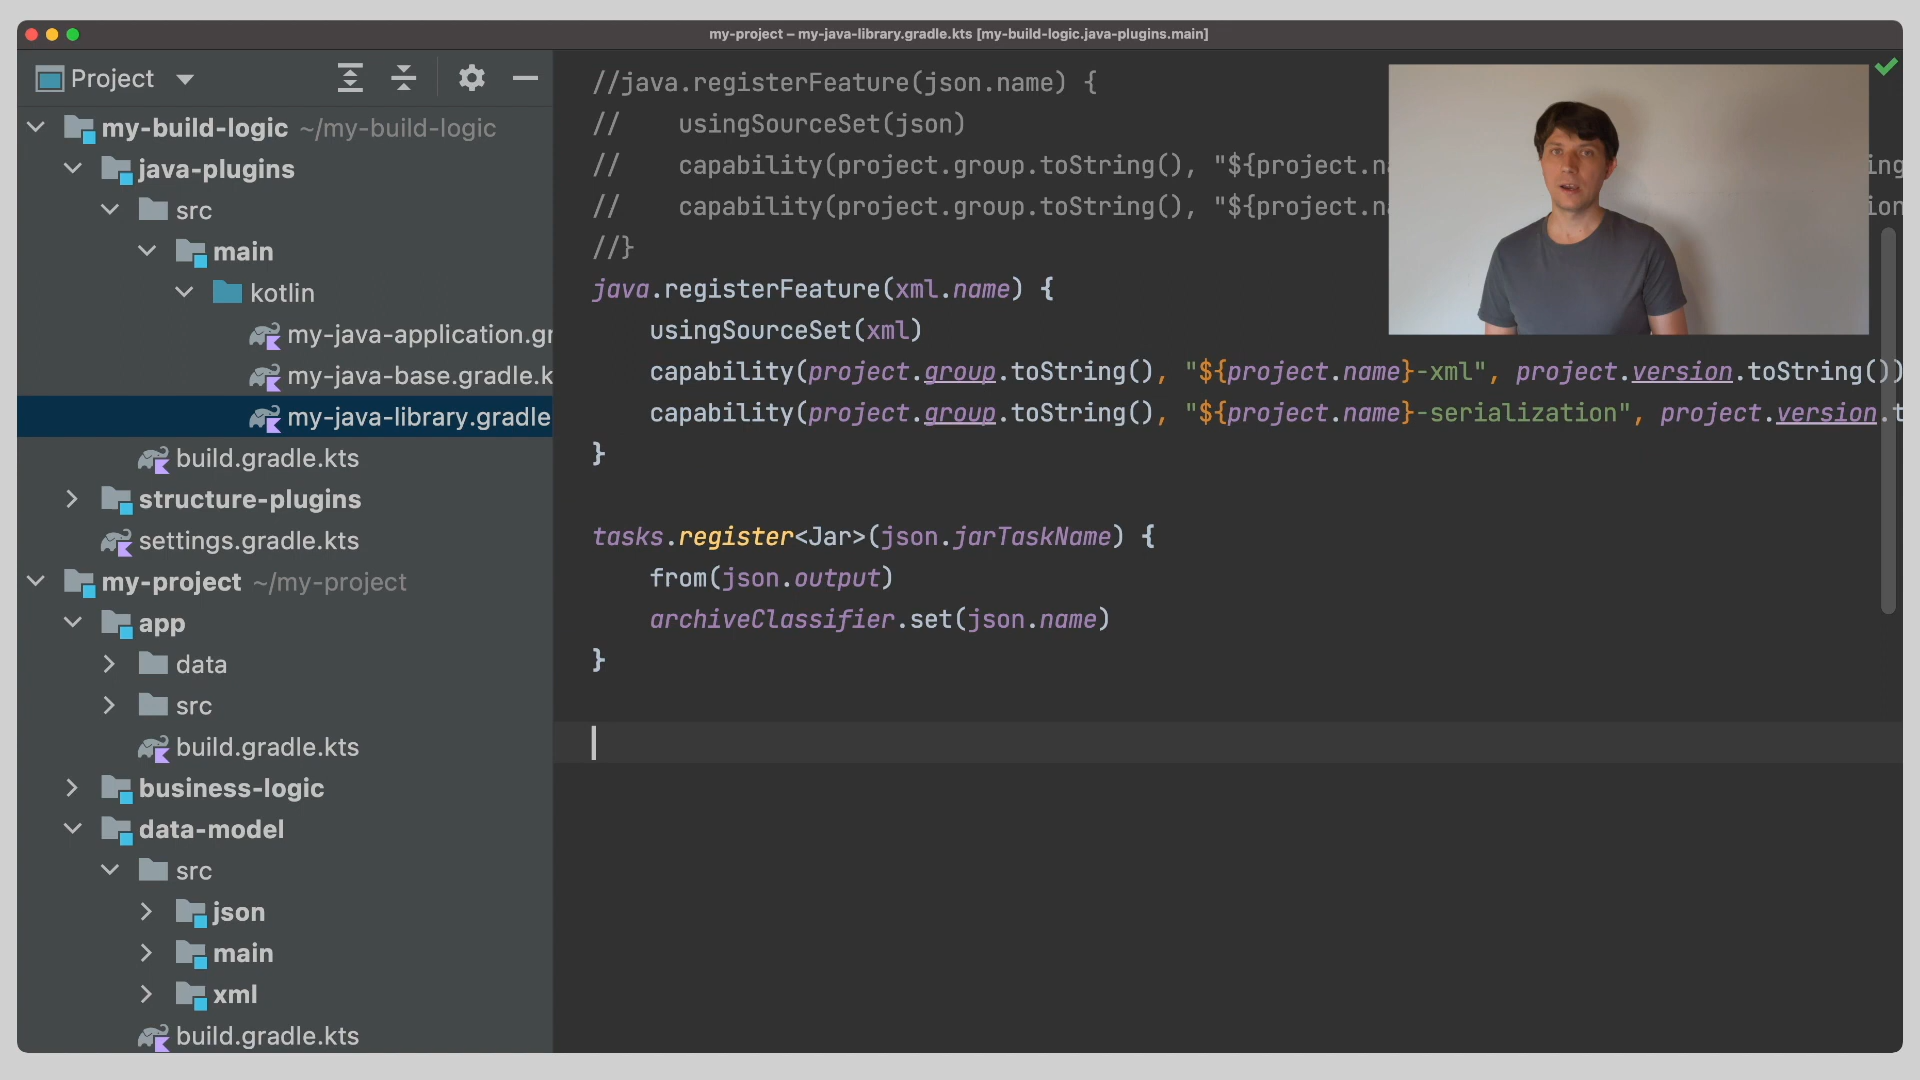 my-project – my-java-library.gradle.kts [my-build-logic.java-plugins.main]
Project
my-build-logic ~/my-build-logic
java-plugins
src
main
kotlin
my-java-application.gr
my-java-base.gradle.k
my-java-library.gradle
build.gradle.kts
structure-plugins
settings.gradle.kts
my-project ~/my-project
app
data
src
build.gradle.kts
business-logic
data-model
src
json
main
xml
build.gradle.kts
//java.registerFeature(json.name) {
//    usingSourceSet(json)
//    capability(project.group.toString(), "${project.na ing
//    capability(project.group.toString(), "${project.na ion
//}
java.registerFeature(xml.name) {
    usingSourceSet(xml)
    capability(project.group.toString(), "${project.name}-xml", project.version.toString())
    capability(project.group.toString(), "${project.name}-serialization", project.version.t
}
tasks.register<Jar>(json.jarTaskName) {
    from(json.output)
    archiveClassifier.set(json.name)
}